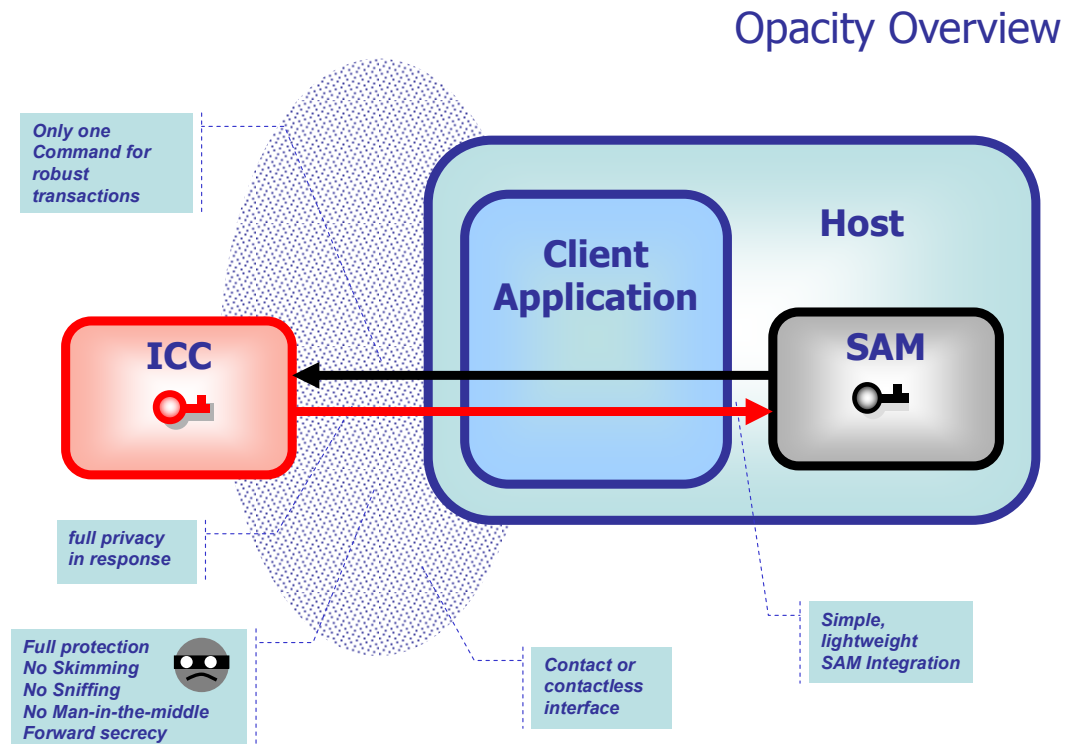 Opacity Overview
Only one
Command for
robust
transactions
Host
Client
Application
ICC
SAM
full privacy
in response
Full protection
No Skimming
No Sniffing
No Man-in-the-middle
Forward secrecy
Contact or
contactless
interface
Simple,
lightweight
SAM Integration